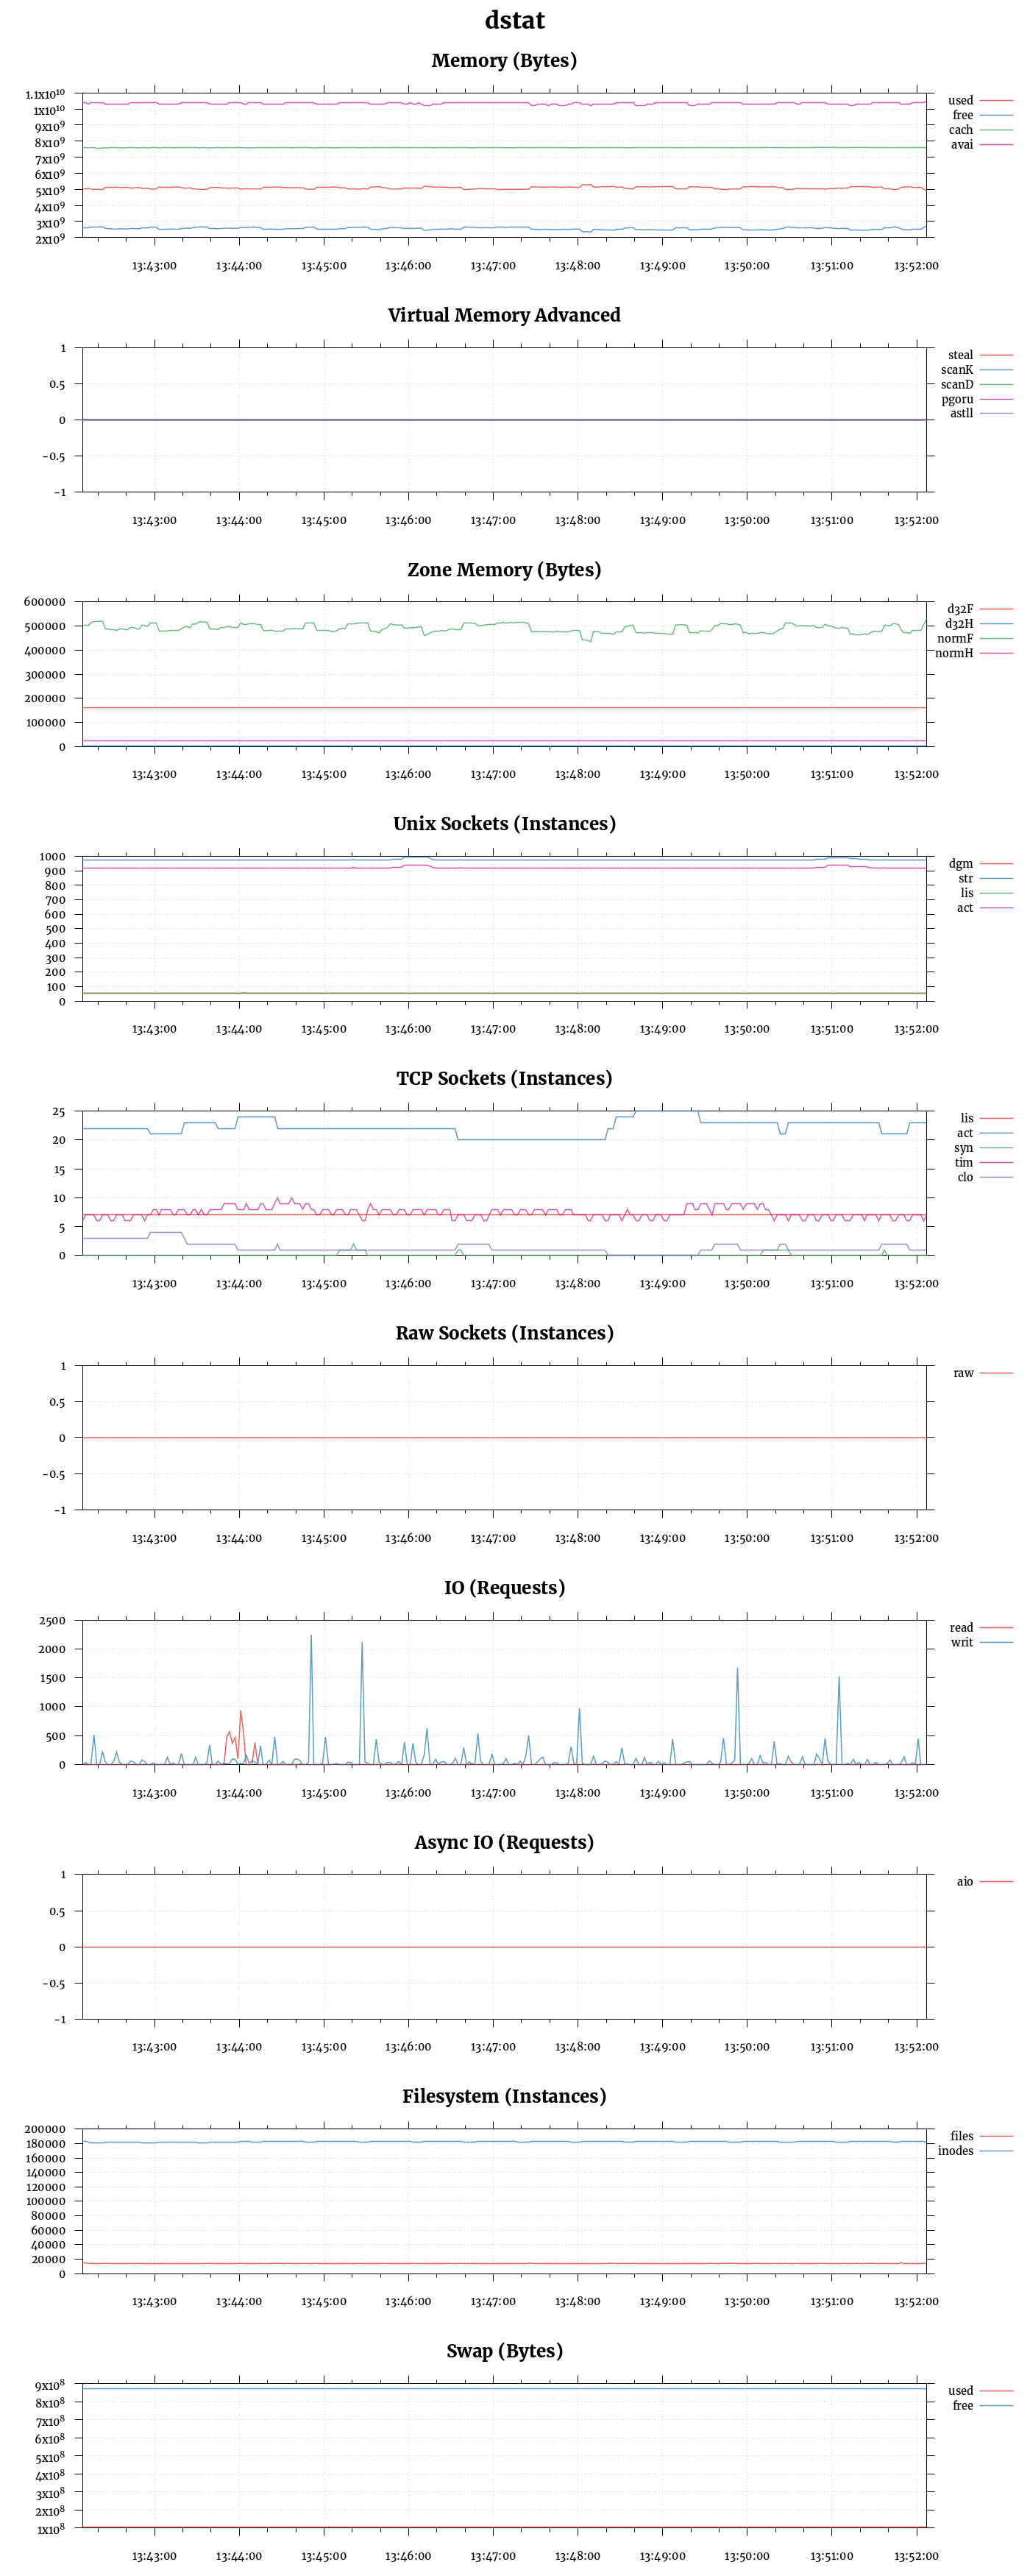 dstat
Memory (Bytes)
1.1x10¹⁰
1x10¹⁰
9x10⁹
8x10⁹
7x10⁹
6x10⁹
5x10⁹
4x10⁹
3x10⁹
2x10⁹
used
free
cach
avai
13:43:00 13:44:00 13:45:00 13:46:00 13:47:00 13:48:00 13:49:00 13:50:00 13:51:00 13:52:00
Virtual Memory Advanced
1
0.5
0
-0.5
-1
steal
scanK
scanD
pgoru
astll
13:43:00 13:44:00 13:45:00 13:46:00 13:47:00 13:48:00 13:49:00 13:50:00 13:51:00 13:52:00
Zone Memory (Bytes)
600000
500000
400000
300000
200000
100000
0
d32F
d32H
normF
normH
13:43:00 13:44:00 13:45:00 13:46:00 13:47:00 13:48:00 13:49:00 13:50:00 13:51:00 13:52:00
Unix Sockets (Instances)
1000
900
800
700
600
500
400
300
200
100
0
dgm
str
lis
act
13:43:00 13:44:00 13:45:00 13:46:00 13:47:00 13:48:00 13:49:00 13:50:00 13:51:00 13:52:00
TCP Sockets (Instances)
25
20
15
10
5
0
lis
act
syn
tim
clo
13:43:00 13:44:00 13:45:00 13:46:00 13:47:00 13:48:00 13:49:00 13:50:00 13:51:00 13:52:00
Raw Sockets (Instances)
1
0.5
0
-0.5
-1
raw
13:43:00 13:44:00 13:45:00 13:46:00 13:47:00 13:48:00 13:49:00 13:50:00 13:51:00 13:52:00
IO (Requests)
2500
2000
1500
1000
500
0
read
writ
13:43:00 13:44:00 13:45:00 13:46:00 13:47:00 13:48:00 13:49:00 13:50:00 13:51:00 13:52:00
Async IO (Requests)
1
0.5
0
-0.5
-1
aio
13:43:00 13:44:00 13:45:00 13:46:00 13:47:00 13:48:00 13:49:00 13:50:00 13:51:00 13:52:00
Filesystem (Instances)
200000
180000
160000
140000
120000
100000
80000
60000
40000
20000
0
files
inodes
13:43:00 13:44:00 13:45:00 13:46:00 13:47:00 13:48:00 13:49:00 13:50:00 13:51:00 13:52:00
Swap (Bytes)
9x10⁸
8x10⁸
7x10⁸
6x10⁸
5x10⁸
4x10⁸
3x10⁸
2x10⁸
1x10⁸
used
free
13:43:00 13:44:00 13:45:00 13:46:00 13:47:00 13:48:00 13:49:00 13:50:00 13:51:00 13:52:00